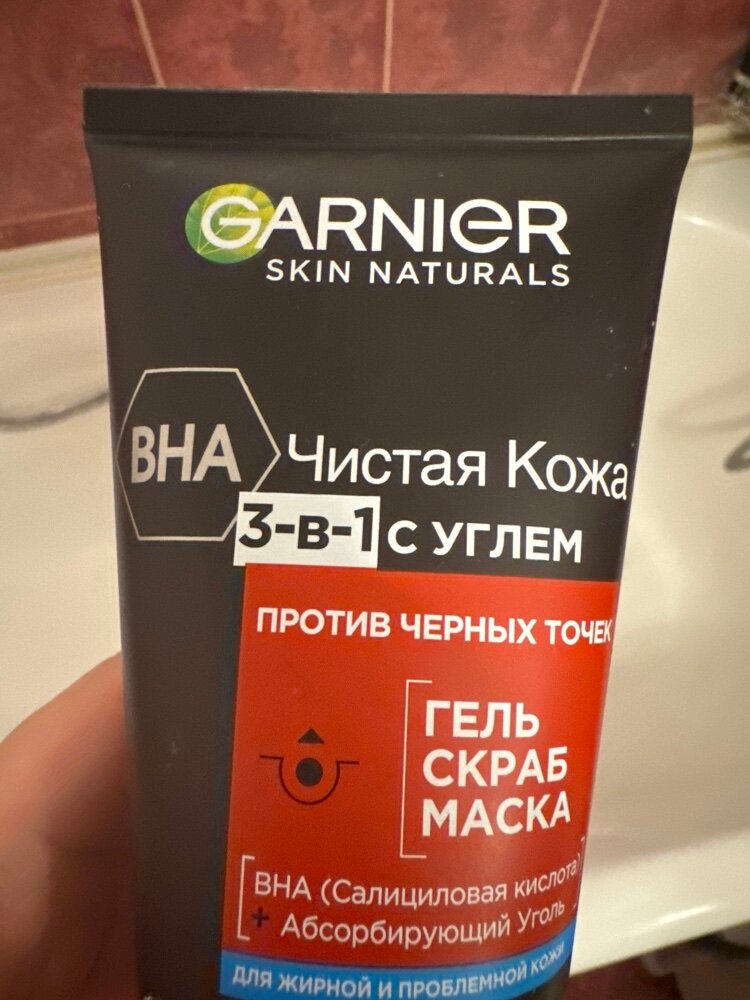 GARNIER
SKIN NATURALS
BHA Чистая Кожа
3-в-1 С УГЛЕМ
ПРОТИВ ЧЕРНЫХ ТОЧЕК
ГЕЛЬ
СКРАБ
МАСКА
BHA (Салициловая кислота)
+ Абсорбирующий Уголь
ДЛЯ ЖИРНОЙ И ПРОБЛЕМНОЙ КОЖИ